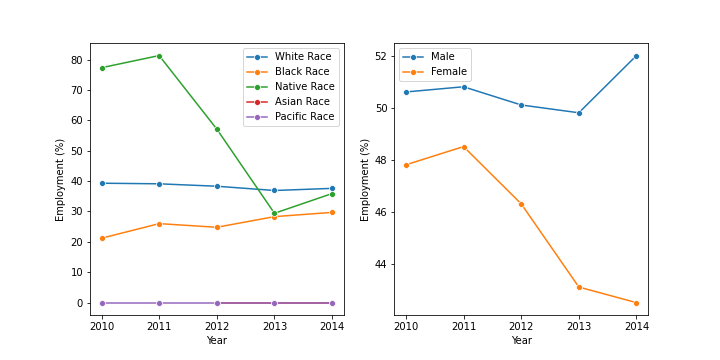 White Race
Black Race
Native Race
Asian Race
Pacific Race
Employment (%)
80
70
60
50
40
30
20
10
0
2010 2011 2012 2013 2014
Year
Male
Female
Employment (%)
52
50
48
46
44
2010 2011 2012 2013 2014
Year